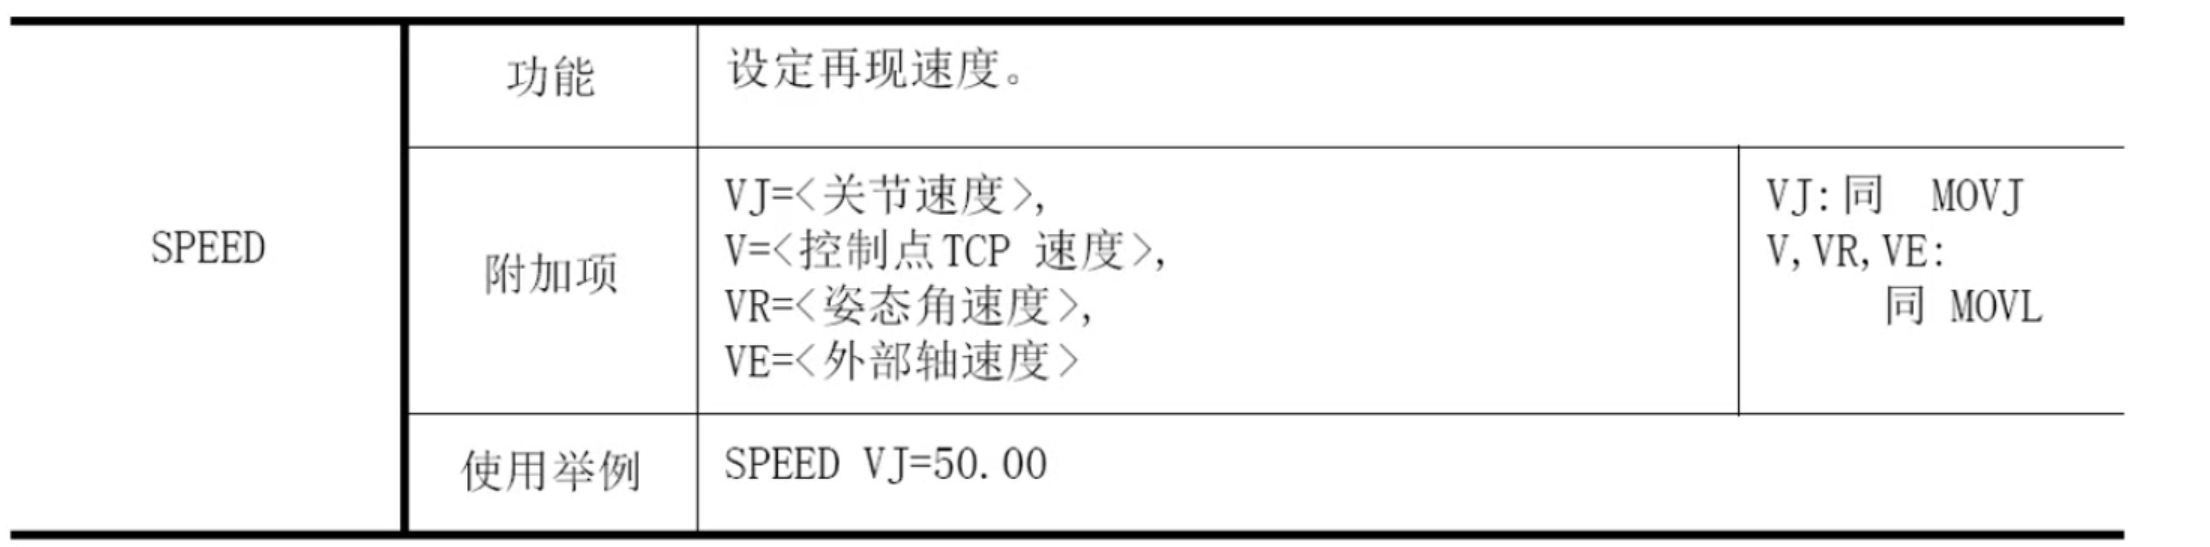 SPEED
功能
设定再现速度。
附加项
VJ=<关节速度>,
V=<控制点TCP 速度>,
VR=<姿态角速度>,
VE=<外部轴速度>
VJ:同 MOVJ
V,VR,VE:
同 MOVL
使用举例
SPEED VJ=50.00